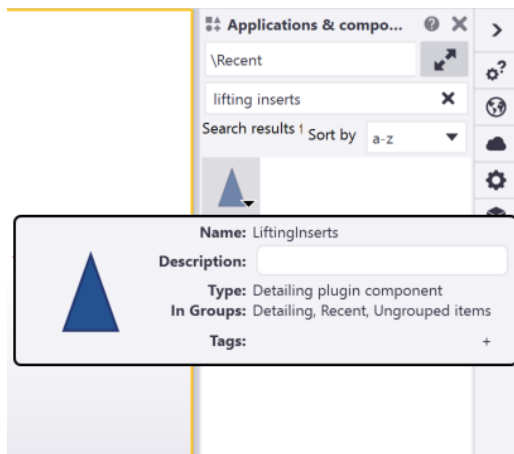 Applications & compo...
\Recent
lifting inserts
Search results
Sort by
a-z
Name: LiftingInserts
Description:
Type: Detailing plugin component
In Groups: Detailing, Recent, Ungrouped items
Tags:
+